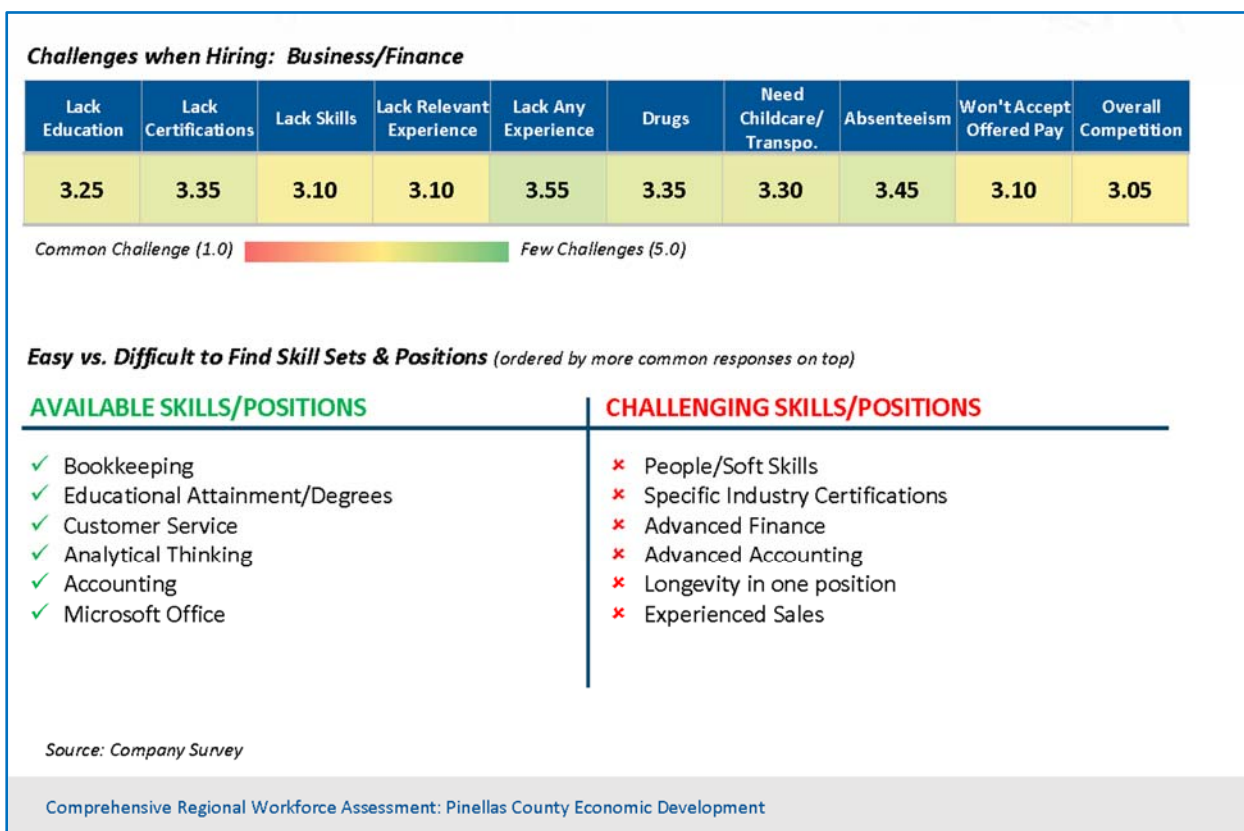 Challenges when Hiring: Business/Finance
Lack Education
Lack Certifications
Lack Skills
Lack Relevant Experience
Lack Any Experience
Drugs
Need Childcare/ Transpo.
Absenteeism
Won't Accept Offered Pay
Overall Competition
3.25 3.35 3.10 3.10 3.55 3.35 3.30 3.45 3.10 3.05
Common Challenge (1.0) Few Challenges (5.0)
Easy vs. Difficult to Find Skill Sets & Positions (ordered by more common responses on top)
AVAILABLE SKILLS/POSITIONS
✓ Bookkeeping
✓ Educational Attainment/Degrees
✓ Customer Service
✓ Analytical Thinking
✓ Accounting
✓ Microsoft Office
CHALLENGING SKILLS/POSITIONS
× People/Soft Skills
× Specific Industry Certifications
× Advanced Finance
× Advanced Accounting
× Longevity in one position
× Experienced Sales
Source: Company Survey
Comprehensive Regional Workforce Assessment: Pinellas County Economic Development